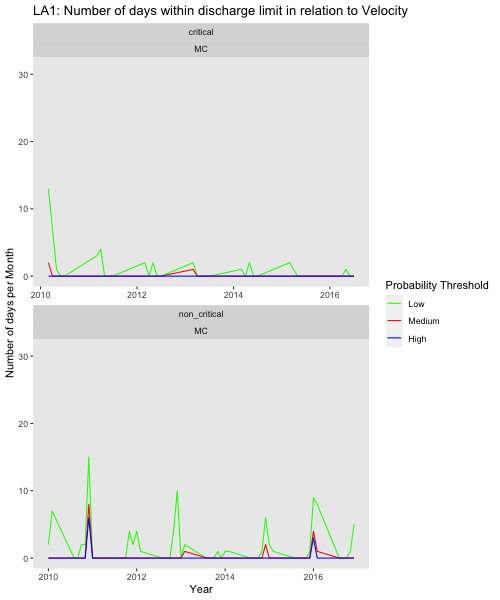 LA1: Number of days within discharge limit in relation to Velocity
critical
MC
30
20
10
0
2010 2012 2014 2016
Number of days per Month
non_critical
MC
30
20
10
0
2010 2012 2014 2016
Year
Probability Threshold
Low
Medium
High